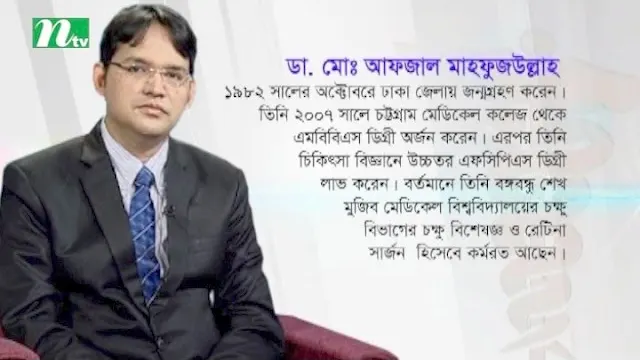 ntv
ডা. মোঃ আফজাল মাহফুজউল্লাহ
১৯৮২ সালের অক্টোবরে ঢাকা জেলায় জন্মগ্রহণ করেন।
তিনি ২০০৭ সালে চট্টগ্রাম মেডিকেল কলেজ থেকে
এমবিবিএস ডিগ্রী অর্জন করেন। এরপর তিনি
চিকিৎসা বিজ্ঞানে উচ্চতর এফসিপিএস ডিগ্রী
লাভ করেন। বর্তমানে তিনি বঙ্গবন্ধু শেখ
মুজিব মেডিকেল বিশ্ববিদ্যালয়ের চক্ষু
বিভাগের চক্ষু বিশেষজ্ঞ ও রেটিনা
সার্জন হিসেবে কর্মরত আছেন।